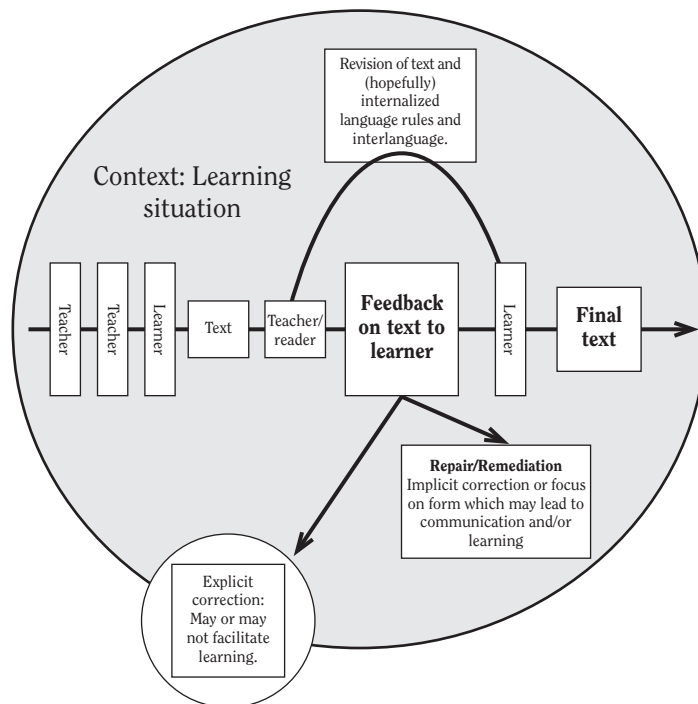 Revision of text and
(hopefully)
internalized
language rules and
interlanguage.
Context: Learning
situation
Teacher
Teacher
Learner
Text
Teacher/
reader
Feedback
on text to
learner
Learner
Final
text
Repair/Remediation
Implicit correction or focus
on form which may lead to
communication and/or
learning
Explicit
correction:
May or may
not facilitate
learning.